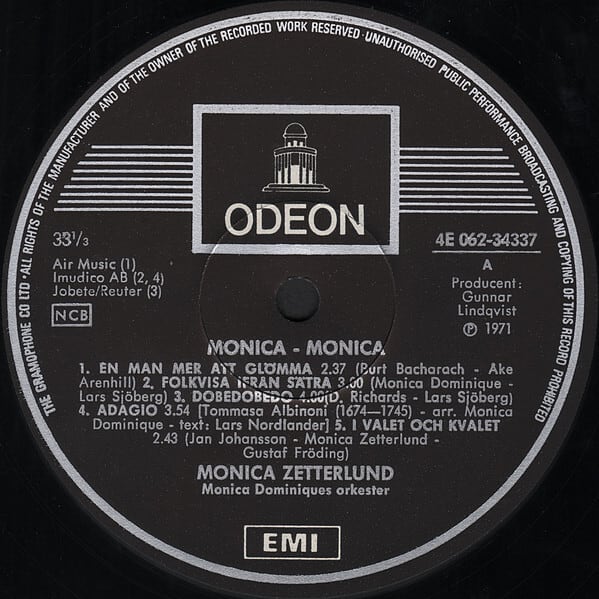 THE GRAMOPHONE CO LTD · ALL RIGHTS OF THE MANUFACTURER AND OF THE OWNER OF THE RECORDED WORK RESERVED · UNAUTHORISED PUBLIC PERFORMANCE BROADCASTING AND COPYING OF THIS RECORD PROHIBITED
ODEON
33 1/3
4E 062-34337
Air Music (1)
Imudico AB (2, 4)
Jobete/Reuter (3)
NCB
A
Producent:
Gunnar
Lindqvist
Ⓟ 1971
MONICA - MONICA
1. EN MAN MER ATT GLÖMMA 2.37 (Burt Bacharach - Ake
Arenhill) 2. FOLKVISA IFRÅN SÄTRA 3.00 (Monica Dominique -
Lars Sjöberg) 3. DOBEDOBEDO 4.00(D. Richards - Lars Sjöberg)
4. ADAGIO 3.54 [Tommasa Albinoni (1674—1745) - arr. Monica
Dominique - text: Lars Nordlander] 5. I VALET OCH KVALET
2.43 (Jan Johansson - Monica Zetterlund -
Gustaf Fröding)
MONICA ZETTERLUND
Monica Dominiques orkester
EMI